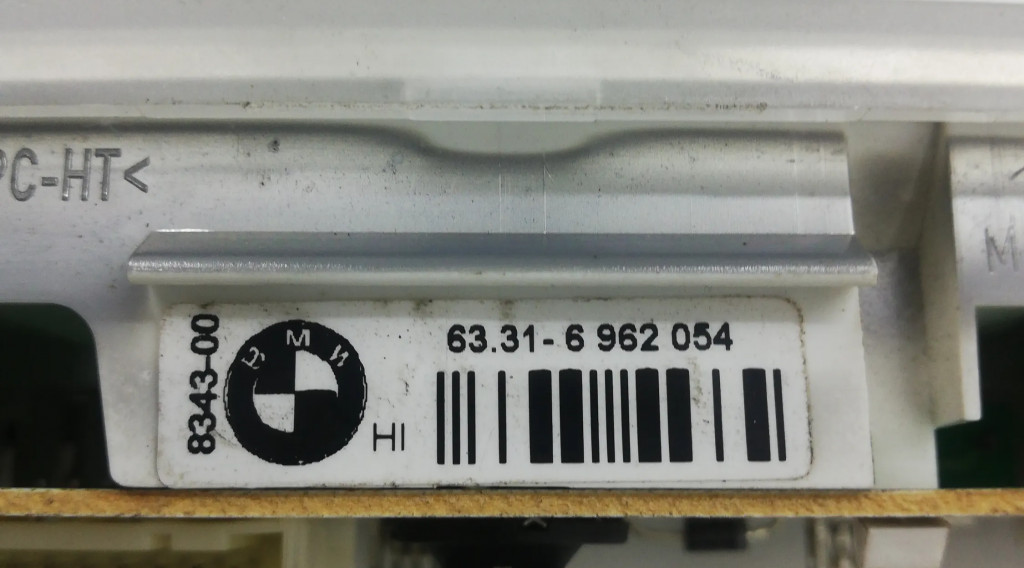 PC-HT<
M
8343-00
BMW
HI
63.31- 6 962 054